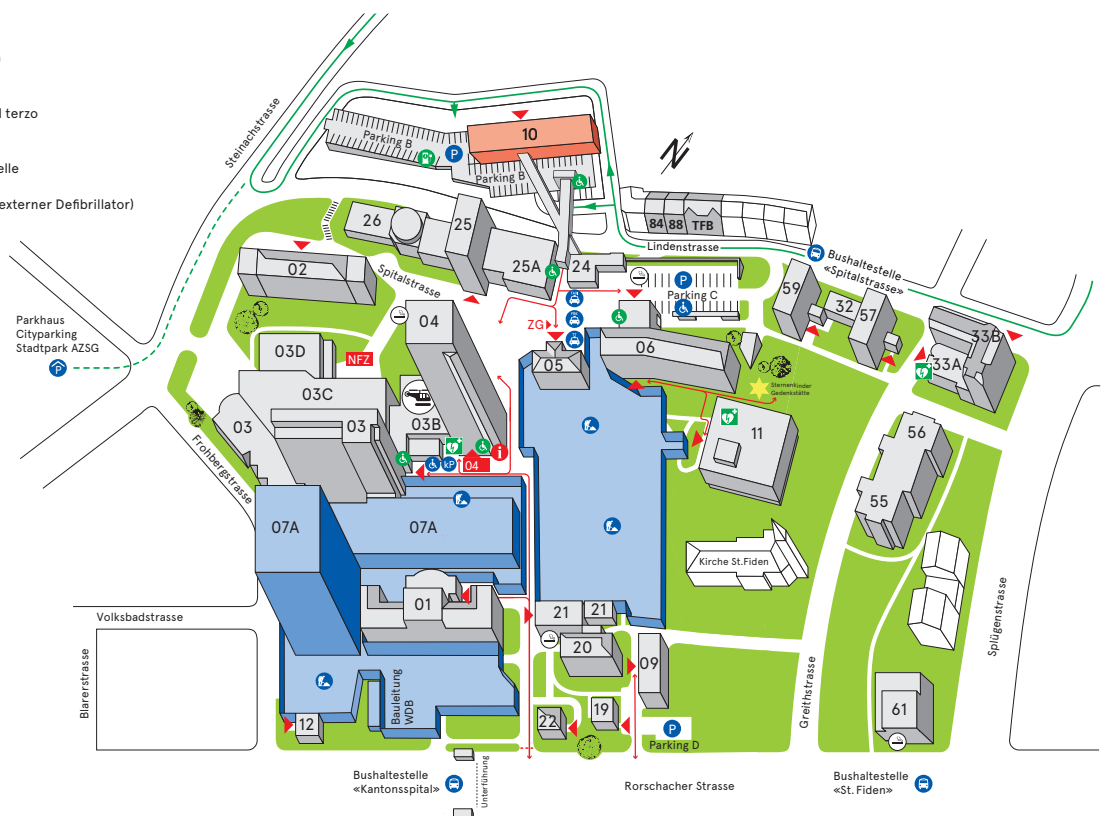 l terzo
elle
externer Defibrillator)
Steinachstrasse
Parking B
P
10
Parking B
N
84 88 TFB
Lindenstrasse
Bushaltestelle
«Spitalstrasse»
26
25
25A
24
02
Spitalstrasse
P
Parking C
59
32
57
33B
33A
Parkhaus
Cityparking
Stadtpark AZSG
P
04
ZG
NFZ
03D
05
06
Sternenkinder
Gedenkstätte
03C
03
03
03B
11
i
kP
04
56
55
Frohbergstrasse
07A
07A
Kirche St.Fiden
01
21
21
20
09
Volksbadstrasse
Blarerstrasse
Bauleitung
WDB
12
22
19
P
Parking D
Greithstrasse
Splügenstrasse
61
Unterführung
Bushaltestelle
«Kantonsspital»
Rorschacher Strasse
Bushaltestelle
«St. Fiden»